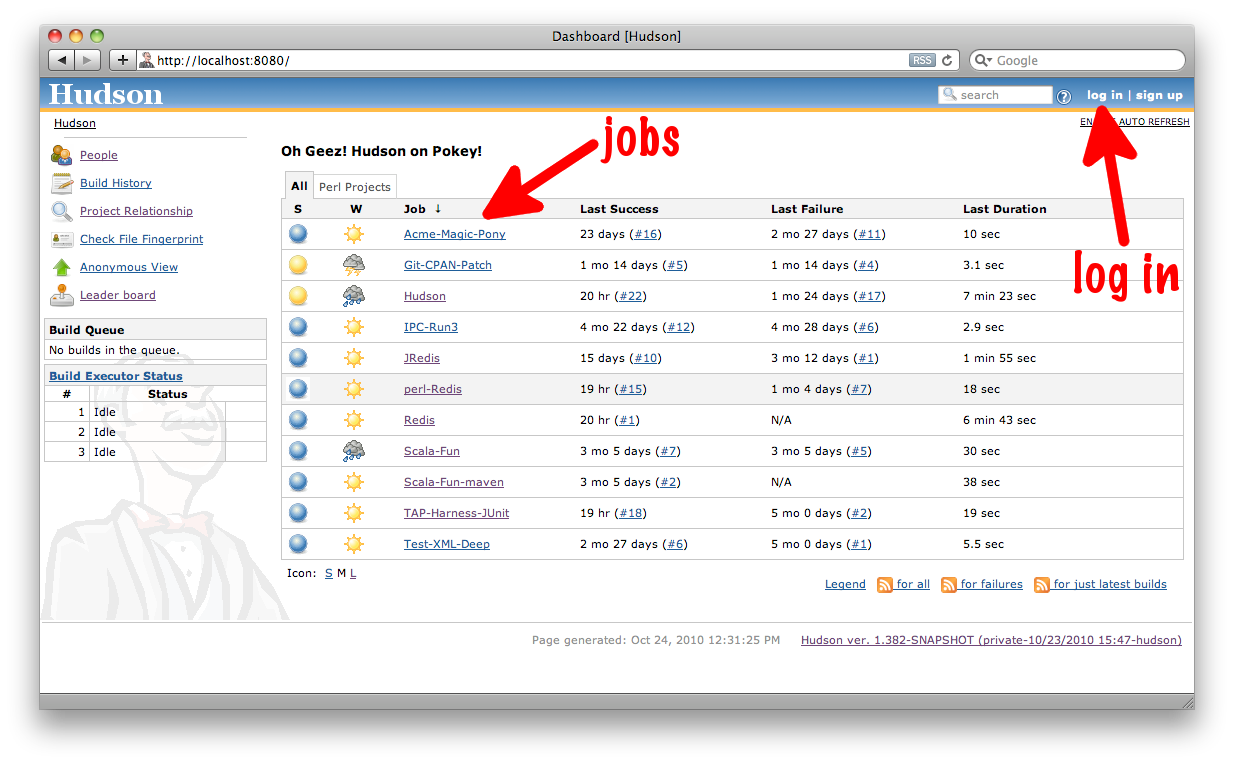 Dashboard [Hudson]
http://localhost:8080/ RSS Google
Hudson search ? log in | sign up
Hudson AUTO REFRESH
jobs
People
Oh Geez! Hudson on Pokey!
Build History
All Perl Projects
Project Relationship
S W Job ↓ Last Success Last Failure Last Duration
Check File Fingerprint
Acme-Magic-Pony 23 days (#16) 2 mo 27 days (#11) 10 sec
Anonymous View
Git-CPAN-Patch 1 mo 14 days (#5) 1 mo 14 days (#4) 3.1 sec
log in
Leader board
Hudson 20 hr (#22) 1 mo 24 days (#17) 7 min 23 sec
Build Queue
IPC-Run3 4 mo 22 days (#12) 4 mo 28 days (#6) 2.9 sec
No builds in the queue.
JRedis 15 days (#10) 3 mo 12 days (#1) 1 min 55 sec
Build Executor Status
# Status
perl-Redis 19 hr (#15) 1 mo 4 days (#7) 18 sec
1 Idle
Redis 20 hr (#1) N/A 6 min 43 sec
2 Idle
3 Idle
Scala-Fun 3 mo 5 days (#7) 3 mo 5 days (#5) 30 sec
Scala-Fun-maven 3 mo 5 days (#2) N/A 38 sec
TAP-Harness-JUnit 19 hr (#18) 5 mo 0 days (#2) 19 sec
Test-XML-Deep 2 mo 27 days (#6) 5 mo 0 days (#1) 5.5 sec
Icon: S M L
Legend for all for failures for just latest builds
Page generated: Oct 24, 2010 12:31:25 PM Hudson ver. 1.382-SNAPSHOT (private-10/23/2010 15:47-hudson)